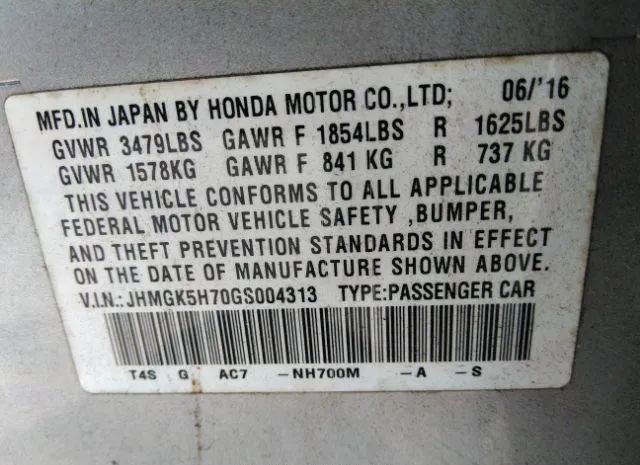 MFD.IN JAPAN BY HONDA MOTOR CO.,LTD; 06/'16
GVWR 3479LBS GAWR F 1854LBS R 1625LBS
GVWR 1578KG GAWR F 841 KG R 737 KG
THIS VEHICLE CONFORMS TO ALL APPLICABLE
FEDERAL MOTOR VEHICLE SAFETY ,BUMPER,
AND THEFT PREVENTION STANDARDS IN EFFECT
ON THE DATE OF MANUFACTURE SHOWN ABOVE.
V.I.N.:JHMGK5H70GS004313 TYPE:PASSENGER CAR
T4S G AC7 -NH700M -A -S